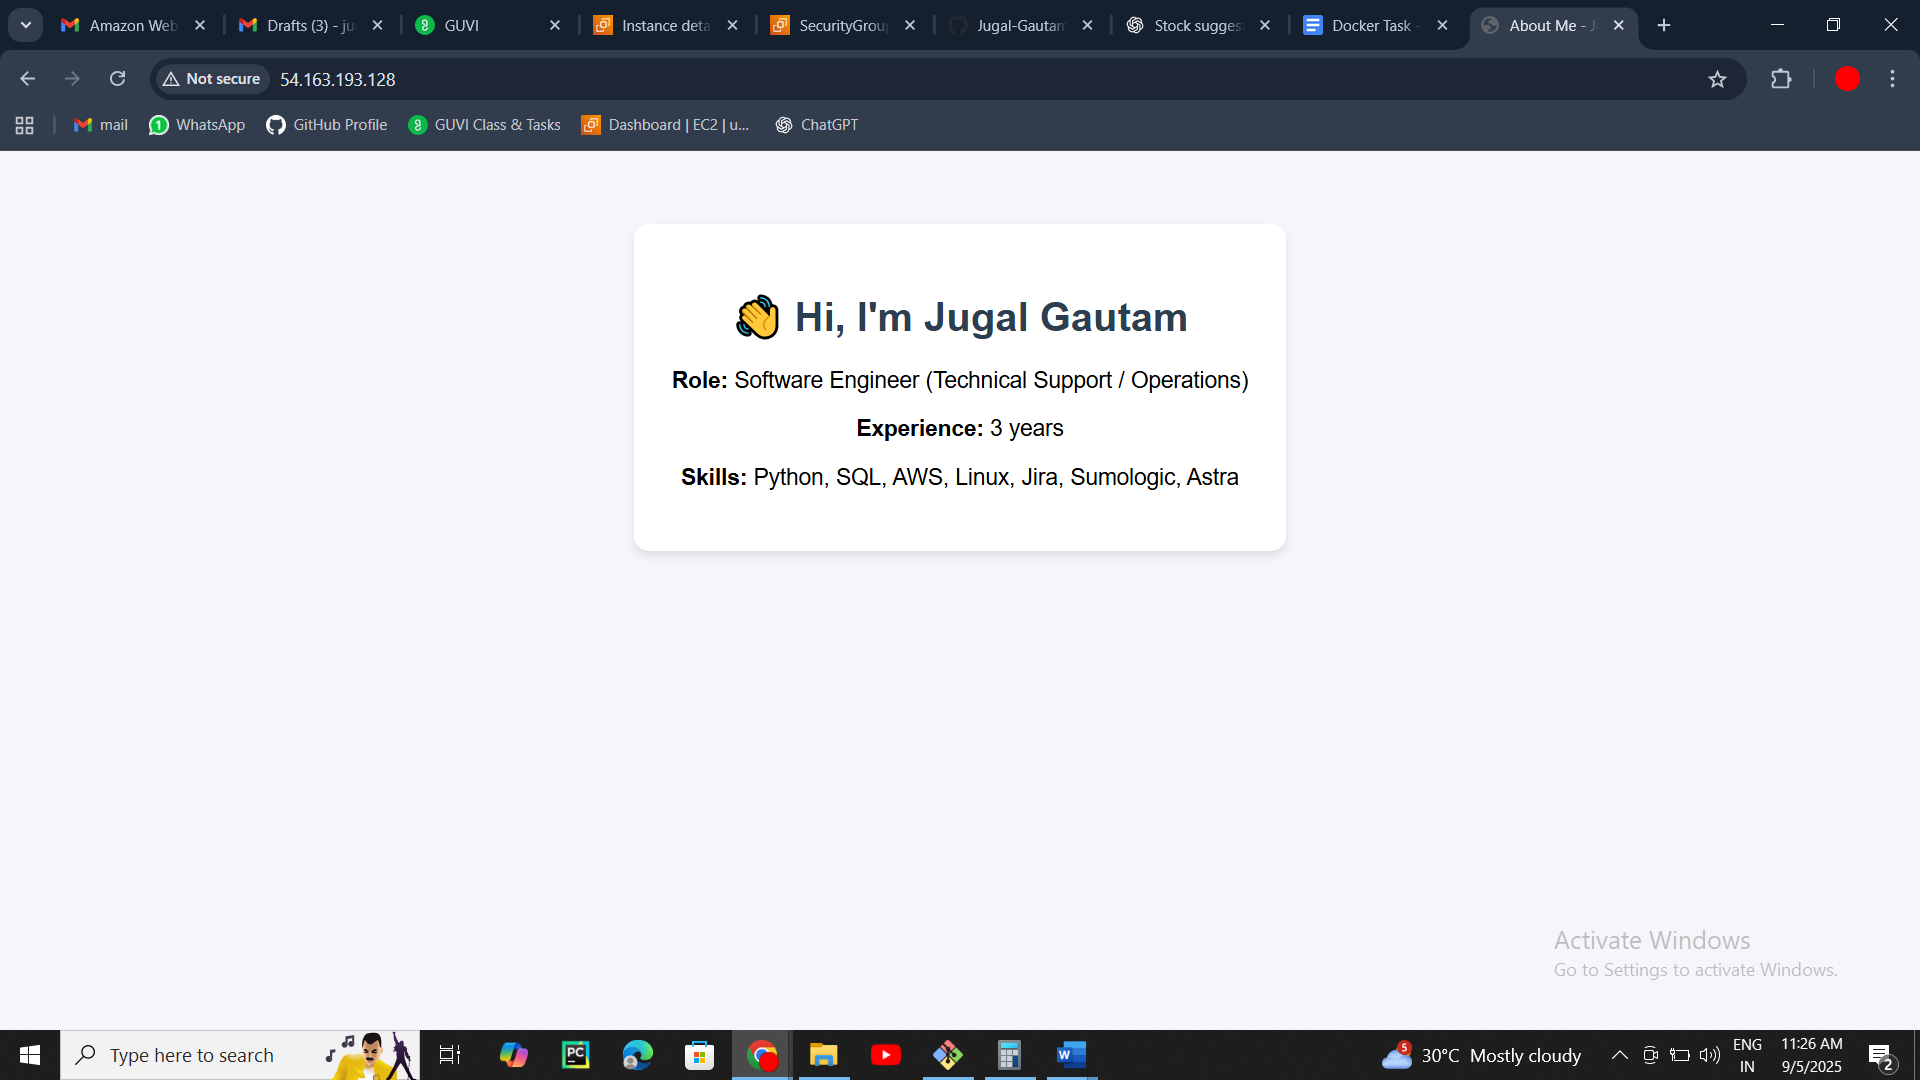 Amazon Web
Drafts (3) - ju
GUVI
Instance deta
SecurityGrou
Jugal-Gautam
Stock sugges
Docker Task -
About Me - J
Not secure
54.163.193.128
mail
WhatsApp
GitHub Profile
GUVI Class & Tasks
Dashboard | EC2 | u...
ChatGPT
Hi, I'm Jugal Gautam
Role: Software Engineer (Technical Support / Operations)
Experience: 3 years
Skills: Python, SQL, AWS, Linux, Jira, Sumologic, Astra
Activate Windows
Go to Settings to activate Windows.
Type here to search
PC
W
5
30°C Mostly cloudy
ENG
IN
11:26 AM
9/5/2025
2